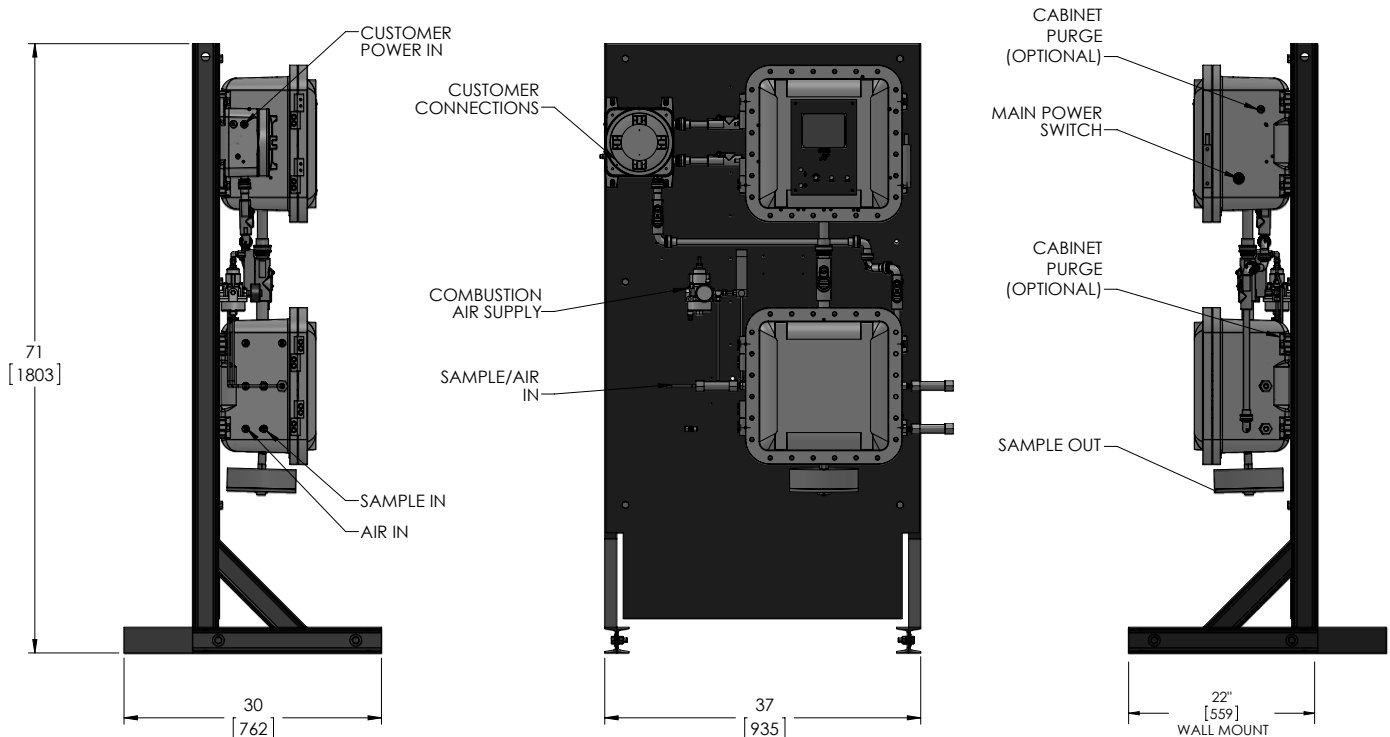 CUSTOMER
POWER IN
71
[1803]
SAMPLE IN
AIR IN
30
[762]
CUSTOMER
CONNECTIONS
COMBUSTION
AIR SUPPLY
SAMPLE/AIR
IN
37
[935]
CABINET
PURGE
(OPTIONAL)
MAIN POWER
SWITCH
CABINET
PURGE
(OPTIONAL)
SAMPLE OUT
22"
[559]
WALL MOUNT